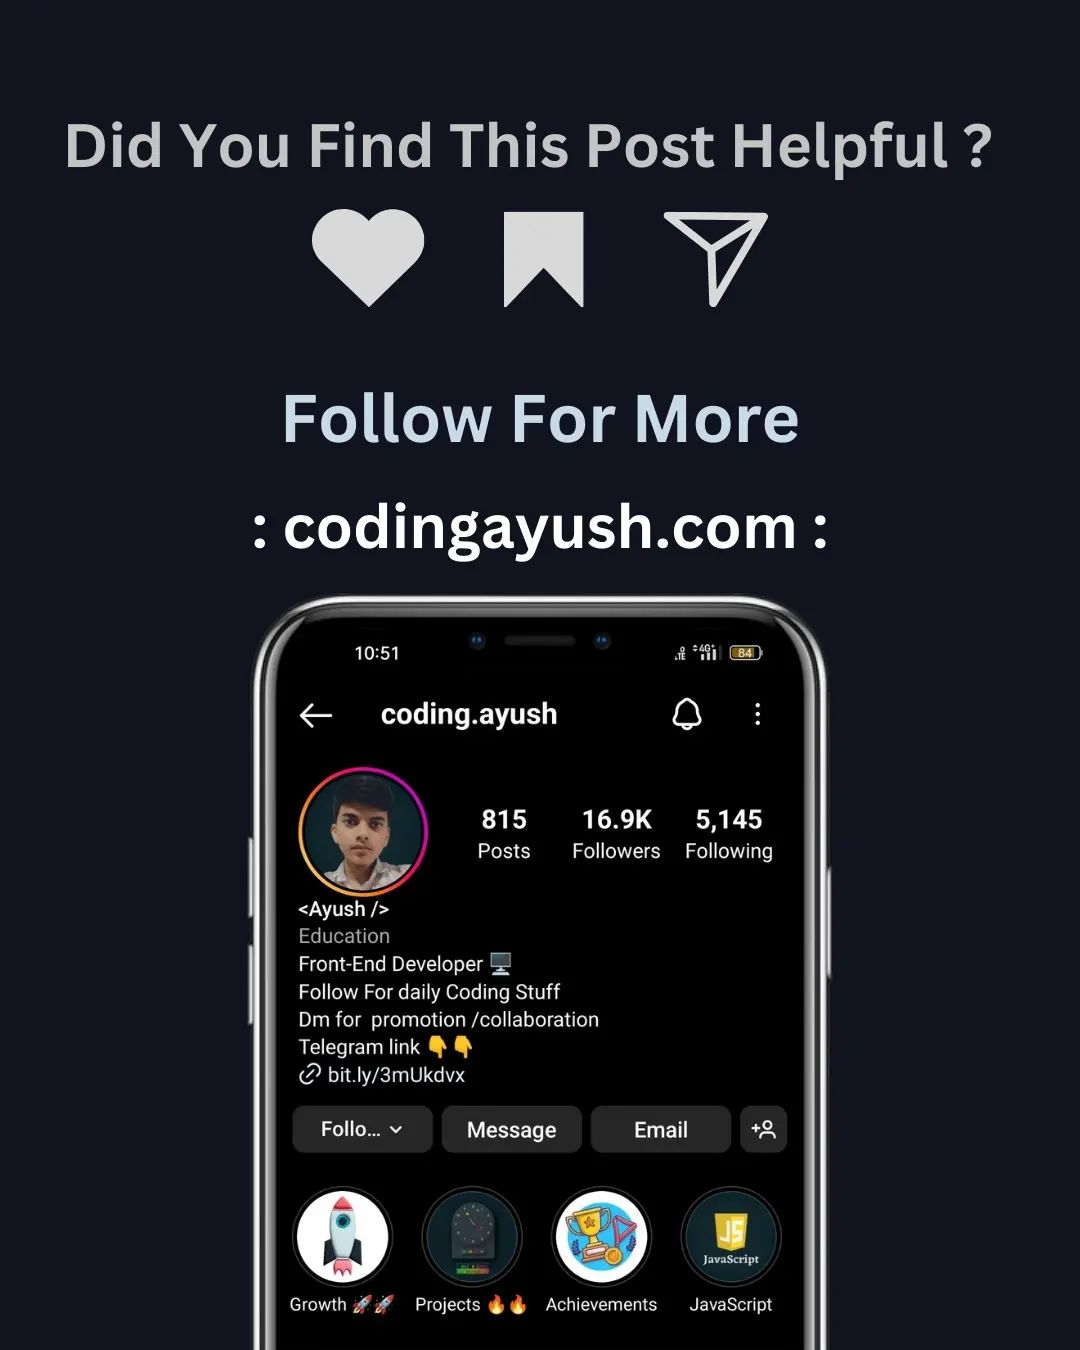 Did You Find This Post Helpful ?
Follow For More
: codingayush.com :
10:51
LTE 4G+ 84
coding.ayush
815 16.9K 5,145
Posts Followers Following
<Ayush />
Education
Front-End Developer 🖥️
Follow For daily Coding Stuff
Dm for promotion /collaboration
Telegram link 👇👇
bit.ly/3mUkdvx
Follo... Message Email
JS
JavaScript
Growth 🚀🚀 Projects 🔥🔥 Achievements JavaScript